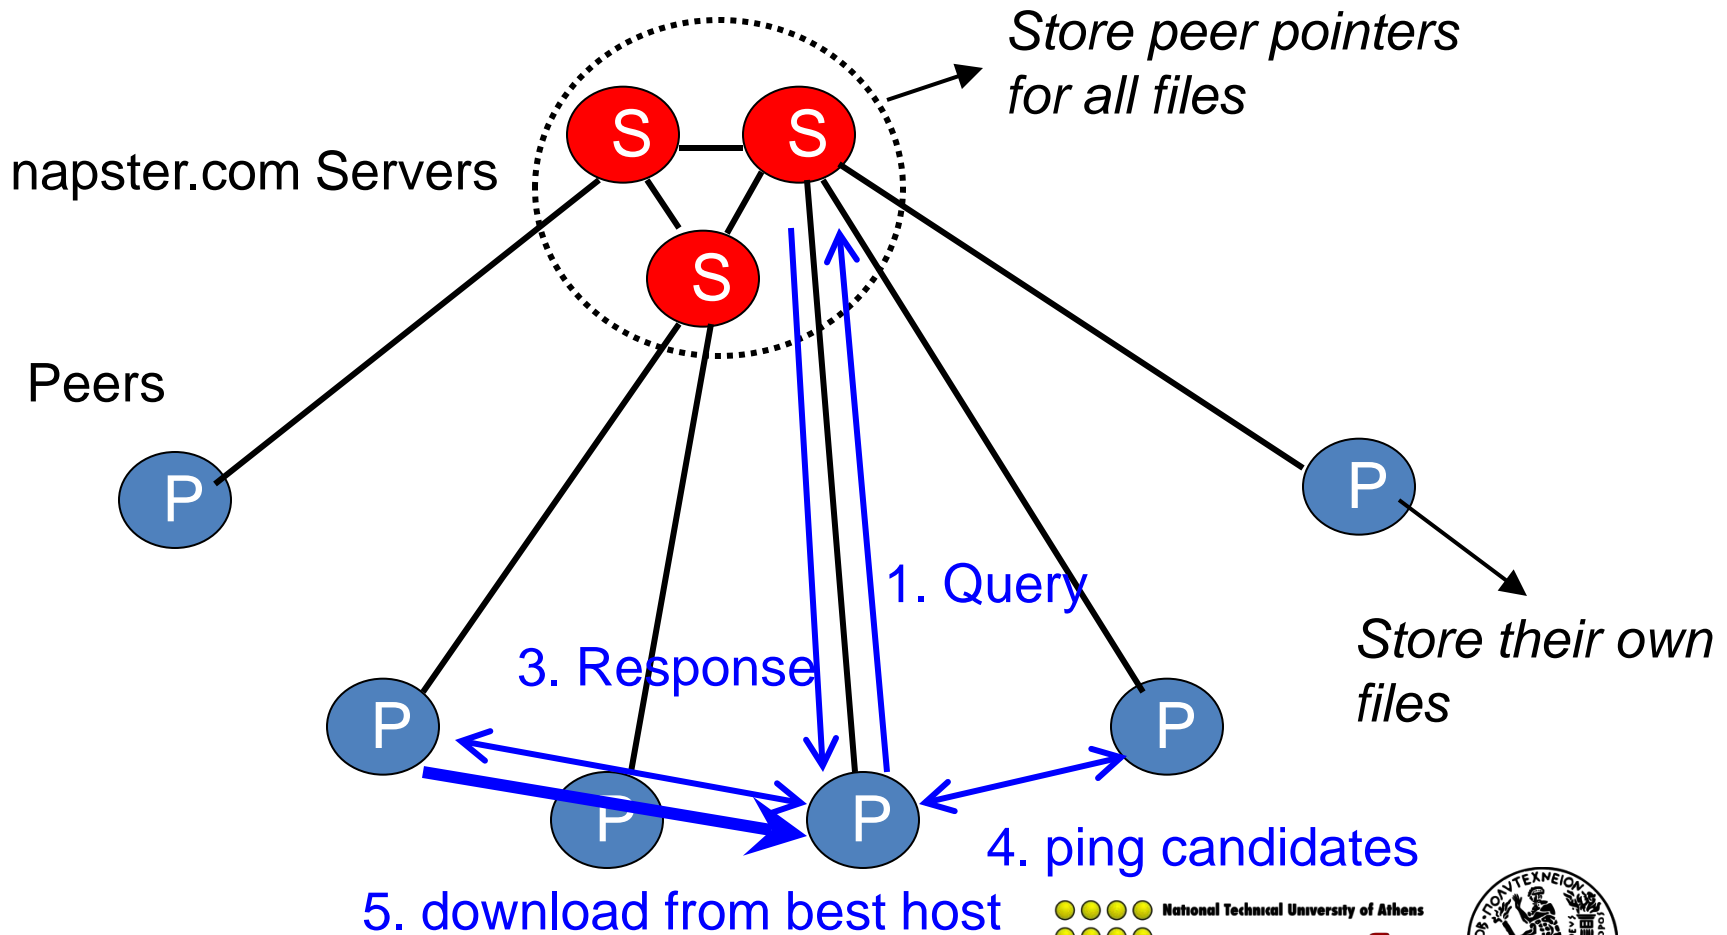 Store peer pointers
for all files
S
S
napster.com Servers
S
Peers
P
P
1. Query
Store their own
files
3. Response
P
P
P
P
4. ping candidates
5. download from best host
National Technical University of Athens